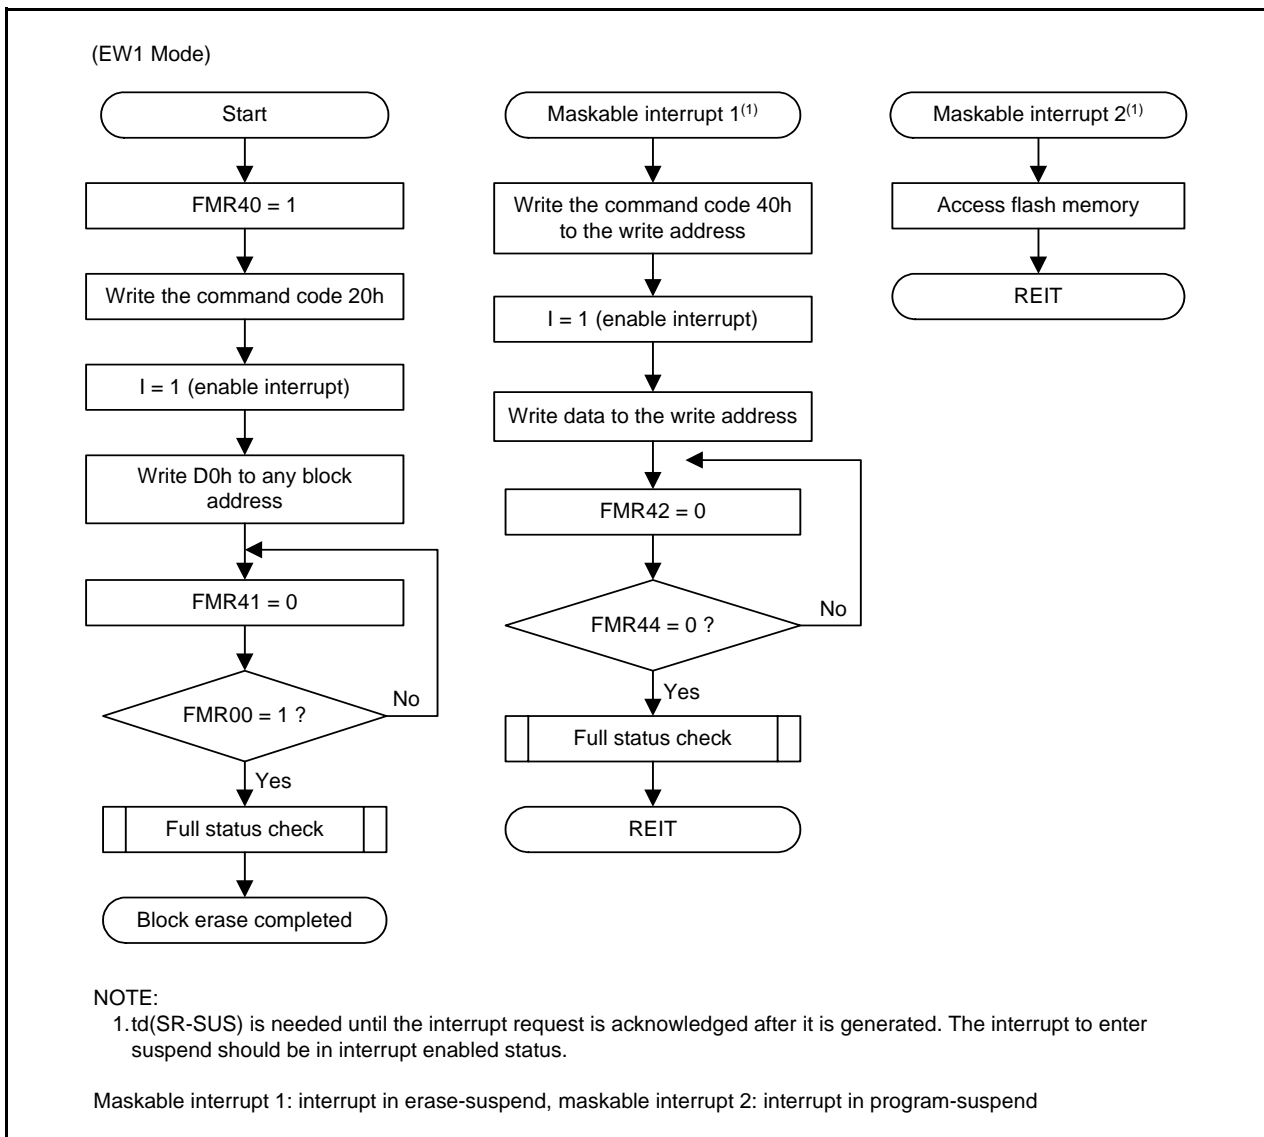 (EW1 Mode)
Start
FMR40 = 1
Write the command code 20h
I = 1 (enable interrupt)
Write D0h to any block
address
FMR41 = 0
FMR00 = 1 ?
No
Yes
Full status check
Block erase completed
Maskable interrupt 1(1)
Write the command code 40h
to the write address
I = 1 (enable interrupt)
Write data to the write address
FMR42 = 0
FMR44 = 0 ?
No
Yes
Full status check
REIT
Maskable interrupt 2(1)
Access flash memory
REIT
NOTE:
1.td(SR-SUS) is needed until the interrupt request is acknowledged after it is generated. The interrupt to enter
suspend should be in interrupt enabled status.
Maskable interrupt 1: interrupt in erase-suspend, maskable interrupt 2: interrupt in program-suspend